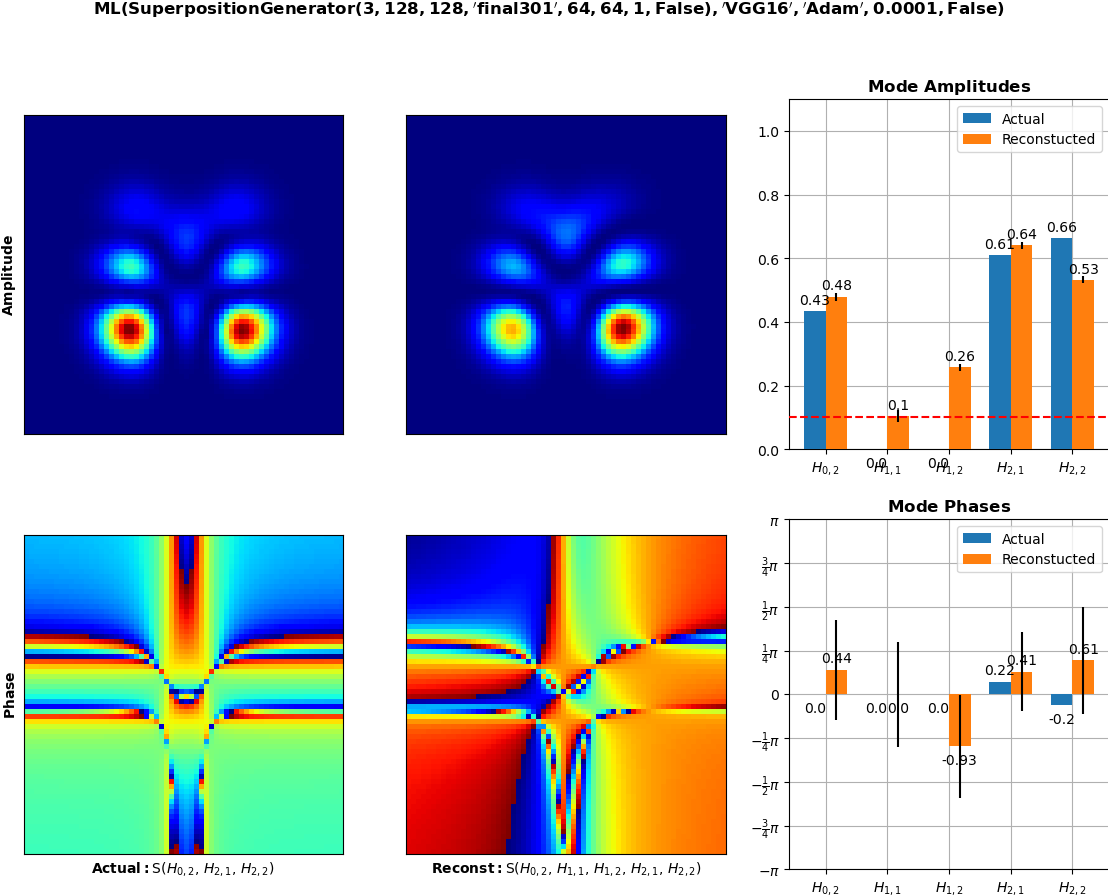 ML(SuperpositionGenerator(3, 128, 128, ′final301′, 64, 64, 1, False), ′VGG16′, ′Adam′, 0.0001, False)
Amplitude
Mode Amplitudes
Actual
Reconstucted
1.0
0.8
0.6
0.4
0.2
0.0
0.43
0.48
0.0
0.1
0.0
0.26
0.61
0.64
0.66
0.53
H0, 2
H1, 1
H1, 2
H2, 1
H2, 2
Phase
Actual: S(H0, 2, H2, 1, H2, 2)
Reconst: S(H0, 2, H1, 1, H1, 2, H2, 1, H2, 2)
Mode Phases
Actual
Reconstucted
π
3/4π
1/2π
1/4π
0
−1/4π
−1/2π
−3/4π
−π
0.0
0.44
0.0
0.0
0.0
-0.93
0.22
0.41
-0.2
0.61
H0, 2
H1, 1
H1, 2
H2, 1
H2, 2